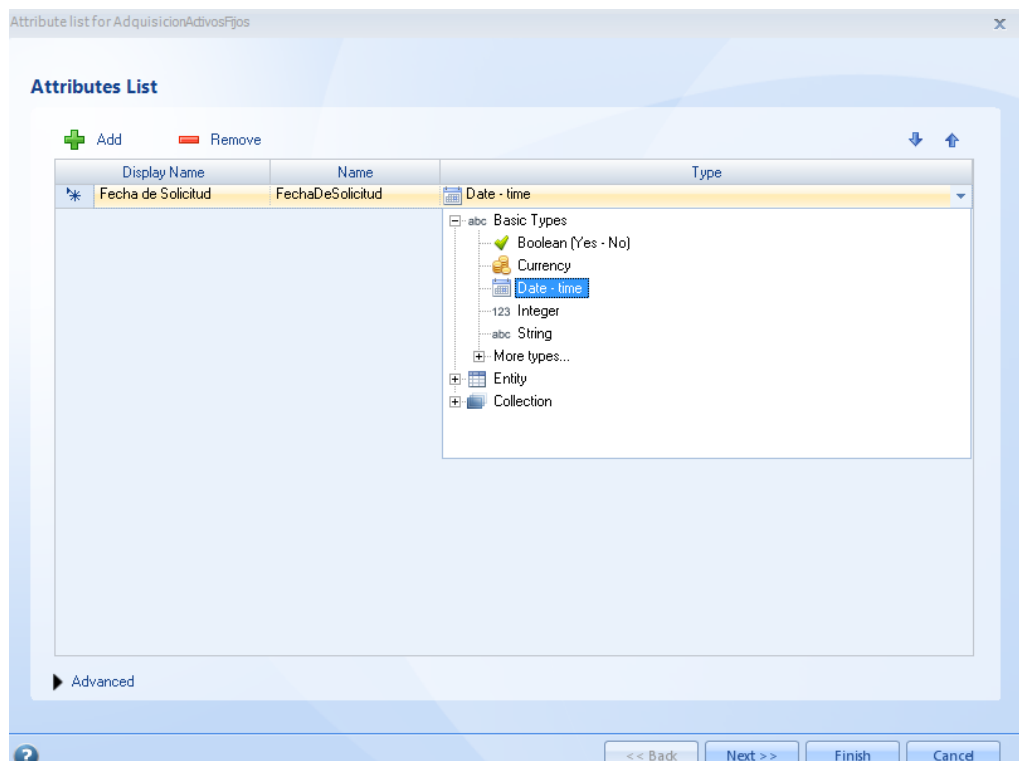 Attribute list for AdquisicionActivosFijos x
Attributes List
Add Remove
Display Name Name Type
Fecha de Solicitud FechaDeSolicitud Date - time
abc Basic Types
Boolean (Yes - No)
Currency
Date - time
123 Integer
abc String
More types...
Entity
Collection
Advanced
? << Back Next >> Finish Cancel